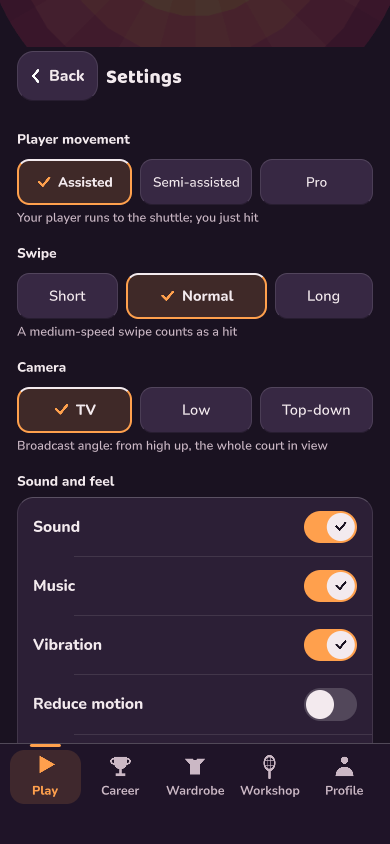 Back
Settings
Player movement
Assisted
Semi-assisted
Pro
Your player runs to the shuttle; you just hit
Swipe
Short
Normal
Long
A medium-speed swipe counts as a hit
Camera
TV
Low
Top-down
Broadcast angle: from high up, the whole court in view
Sound and feel
Sound
Music
Vibration
Reduce motion
Play
Career
Wardrobe
Workshop
Profile